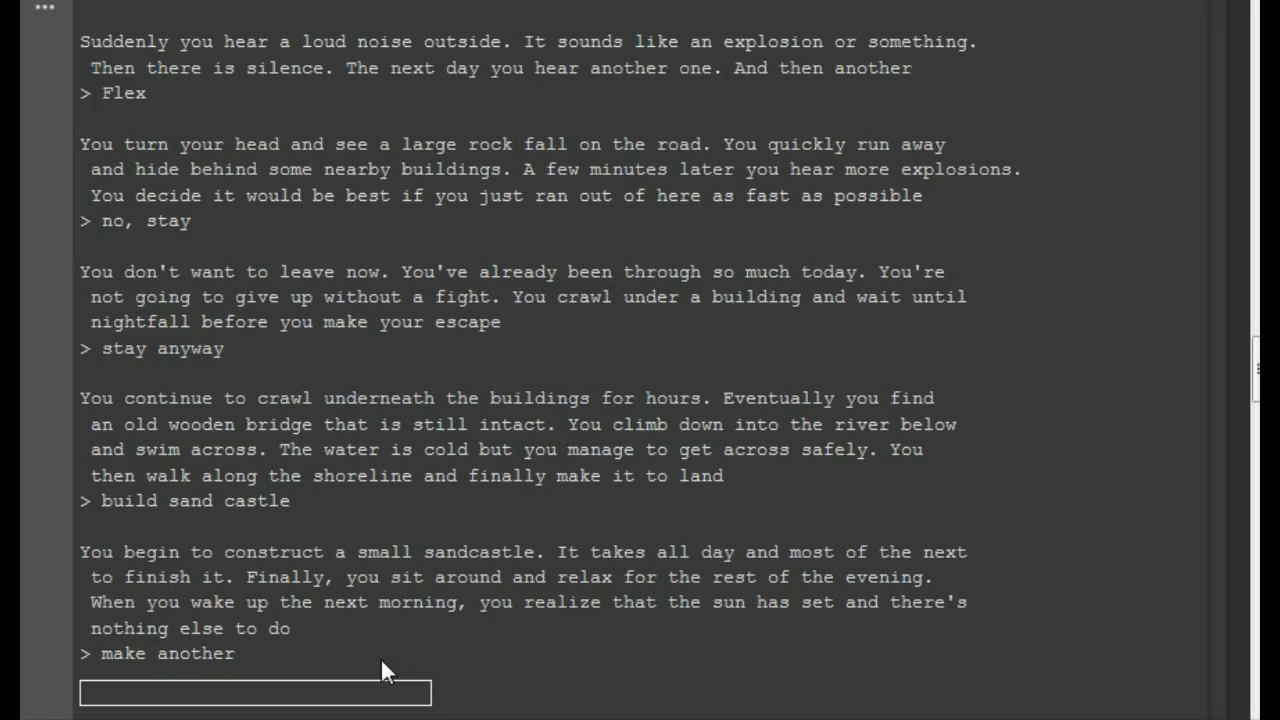 Suddenly you hear a loud noise outside. It sounds like an explosion or something.
Then there is silence. The next day you hear another one. And then another
> Flex
You turn your head and see a large rock fall on the road. You quickly run away
and hide behind some nearby buildings. A few minutes later you hear more explosions.
You decide it would be best if you just ran out of here as fast as possible
> no, stay
You don't want to leave now. You've already been through so much today. You're
not going to give up without a fight. You crawl under a building and wait until
nightfall before you make your escape
> stay anyway
You continue to crawl underneath the buildings for hours. Eventually you find
an old wooden bridge that is still intact. You climb down into the river below
and swim across. The water is cold but you manage to get across safely. You
then walk along the shoreline and finally make it to land
> build sand castle
You begin to construct a small sandcastle. It takes all day and most of the next
to finish it. Finally, you sit around and relax for the rest of the evening.
When you wake up the next morning, you realize that the sun has set and there's
nothing else to do
> make another